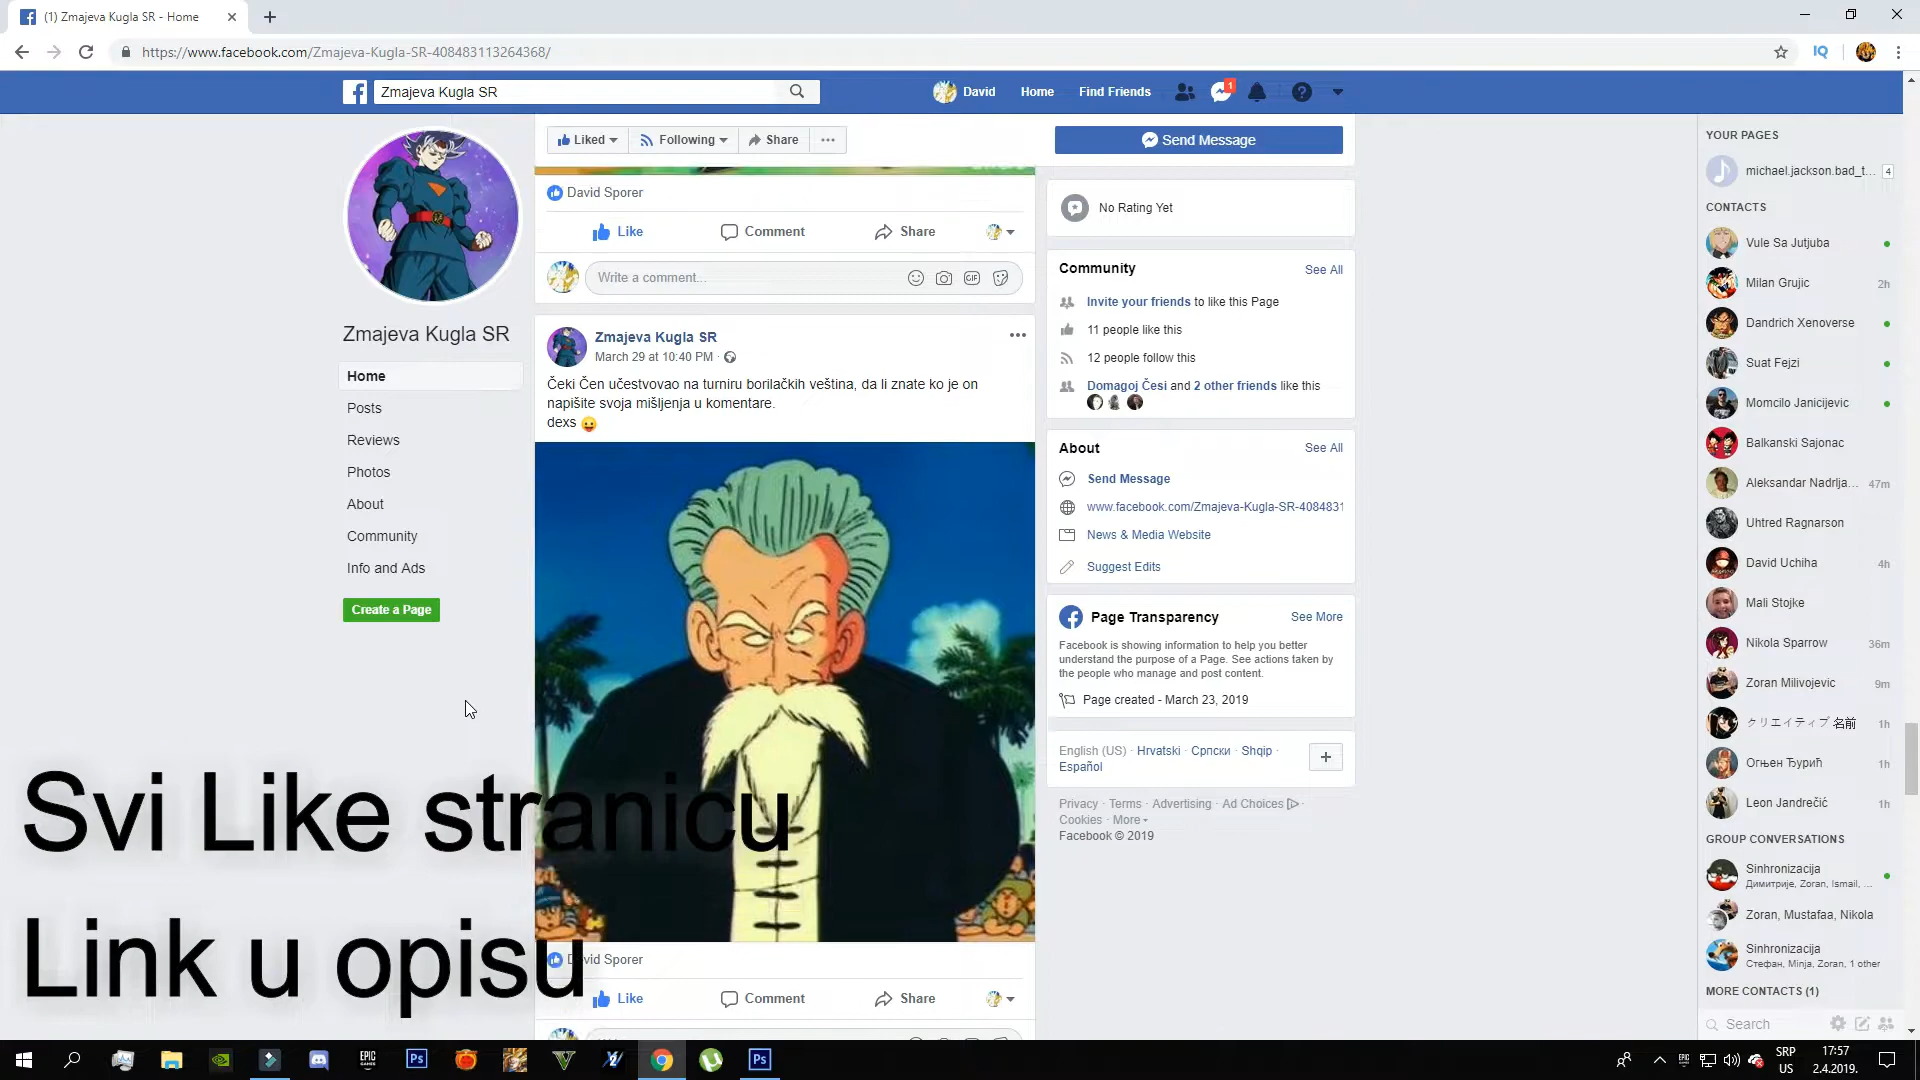 (1) Zmajeva Kugla SR - Home
https://www.facebook.com/Zmajeva-Kugla-SR-408483113264368/
IQ
Zmajeva Kugla SR
David
Home
Find Friends
1
Zmajeva Kugla SR
Home
Posts
Reviews
Photos
About
Community
Info and Ads
Create a Page
Liked
Following
Share
Send Message
David Sporer
Like
Comment
Share
Write a comment...
GIF
Zmajeva Kugla SR
March 29 at 10:40 PM
Čeki Čen učestvovao na turniru borilačkih veština, da li znate ko je on
napišite svoja mišljenja u komentare.
dexs
David Sporer
Like
Comment
Share
No Rating Yet
Community
See All
Invite your friends to like this Page
11 people like this
12 people follow this
Domagoj Česi and 2 other friends like this
About
See All
Send Message
www.facebook.com/Zmajeva-Kugla-SR-4084831
News & Media Website
Suggest Edits
Page Transparency
See More
Facebook is showing information to help you better
understand the purpose of a Page. See actions taken by
the people who manage and post content.
Page created - March 23, 2019
English (US) · Hrvatski · Српски · Shqip ·
Español
Privacy · Terms · Advertising · Ad Choices ·
Cookies · More
Facebook © 2019
YOUR PAGES
michael.jackson.bad_t... 4
CONTACTS
Vule Sa Jutjuba
Milan Grujic 2h
Dandrich Xenoverse
Suat Fejzi
Momcilo Janicijevic
Balkanski Sajonac
Aleksandar Nadrlja... 47m
Uhtred Ragnarson
David Uchiha 4h
Mali Stojke
Nikola Sparrow 36m
Zoran Milivojevic 9m
クリエイティブ 名前 1h
Огњен Ђурић 1h
Leon Jandrečić 1h
GROUP CONVERSATIONS
Sinhronizacija
Димитрије, Zoran, Ismail, ...
Zoran, Mustafaa, Nikola
Sinhronizacija
Стефан, Minja, Zoran, 1 other
MORE CONTACTS (1)
Search
Svi Like stranicu
Link u opisu
EPIC GAMES
Ps
Ps
SRP
US
17:57
2.4.2019.